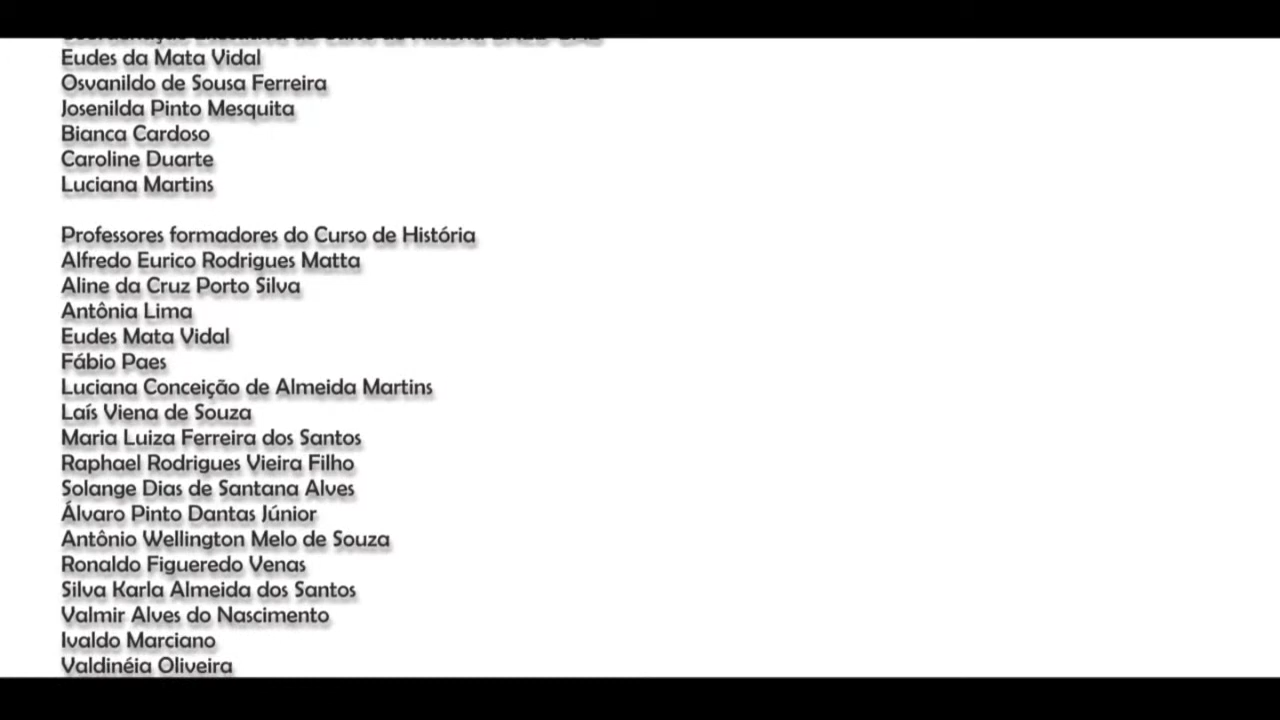 Eudes da Mata Vidal
Osvanildo de Sousa Ferreira
Josenilda Pinto Mesquita
Bianca Cardoso
Caroline Duarte
Luciana Martins
Professores formadores do Curso de História
Alfredo Eurico Rodrigues Matta
Aline da Cruz Porto Silva
Antônia Lima
Eudes Mata Vidal
Fábio Paes
Luciana Conceição de Almeida Martins
Laís Viena de Souza
Maria Luiza Ferreira dos Santos
Raphael Rodrigues Vieira Filho
Solange Dias de Santana Alves
Álvaro Pinto Dantas Júnior
Antônio Wellington Melo de Souza
Ronaldo Figueredo Venas
Silva Karla Almeida dos Santos
Valmir Alves do Nascimento
Ivaldo Marciano
Valdinéia Oliveira